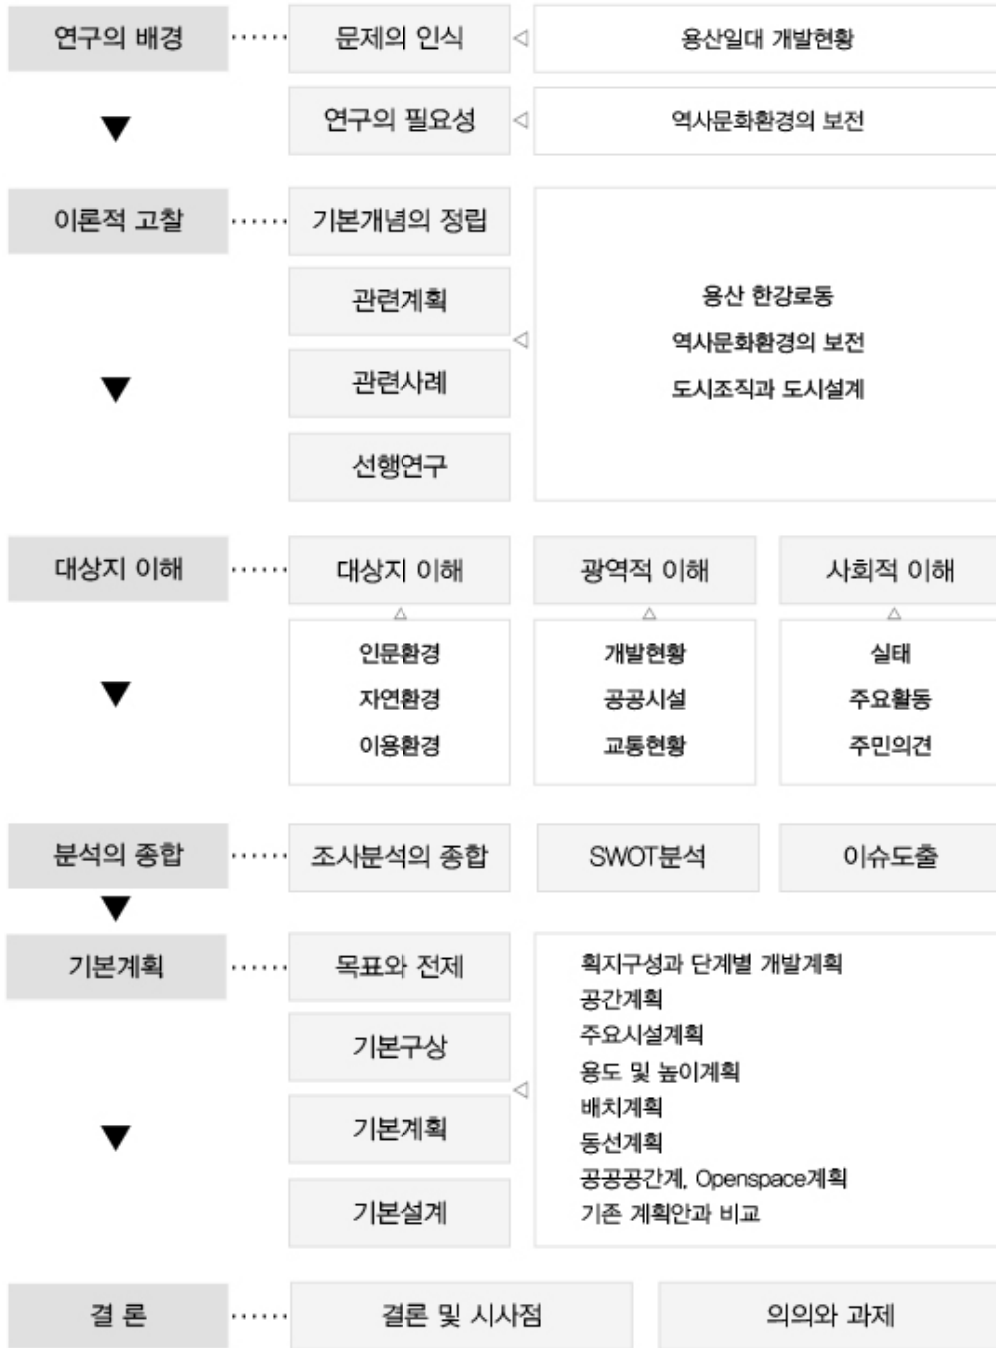 연구의 배경
문제의 인식
용산일대 개발현황
연구의 필요성
역사문화환경의 보전
이론적 고찰
기본개념의 정립
관련계획
관련사례
선행연구
용산 한강로동
역사문화환경의 보전
도시조직과 도시설계
대상지 이해
대상지 이해
광역적 이해
사회적 이해
인문환경
자연환경
이용환경
개발현황
공공시설
교통현황
실태
주요활동
주민의견
분석의 종합
조사분석의 종합
SWOT분석
이슈도출
기본계획
목표와 전제
기본구상
기본계획
기본설계
획지구성과 단계별 개발계획
공간계획
주요시설계획
용도 및 높이계획
배치계획
동선계획
공공공간계, Openspace계획
기존 계획안과 비교
결 론
결론 및 시사점
의의와 과제